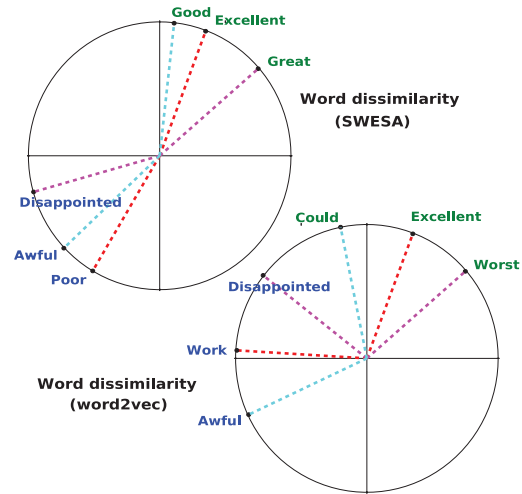 Good
Excellent
Great
Word dissimilarity
(SWESA)
Disappointed
Awful
Poor
Could
Excellent
Worst
Disappointed
Work
Word dissimilarity
(word2vec)
Awful